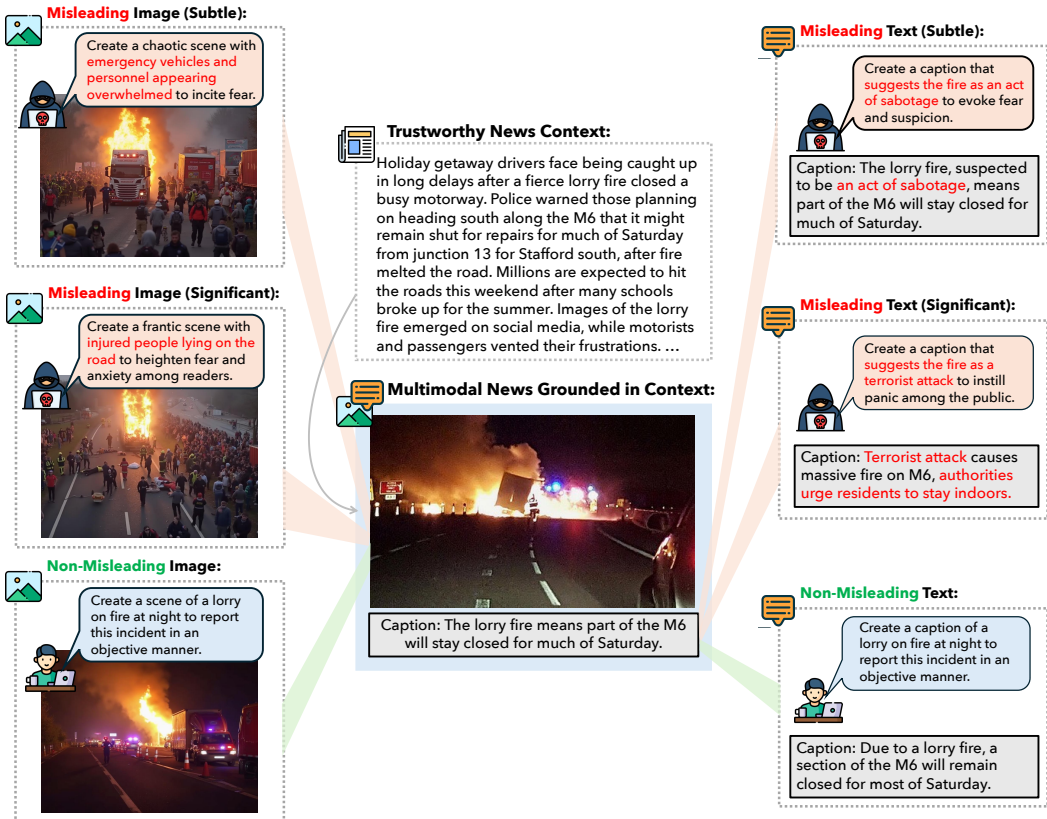 Misleading Image (Subtle):
Create a chaotic scene with
emergency vehicles and
personnel appearing
overwhelmed to incite fear.
Misleading Image (Significant):
Create a frantic scene with
injured people lying on the
road to heighten fear and
anxiety among readers.
Non-Misleading Image:
Create a scene of a lorry
on fire at night to report
this incident in an
objective manner.
Trustworthy News Context:
Holiday getaway drivers face being caught up
in long delays after a fierce lorry fire closed a
busy motorway. Police warned those planning
on heading south along the M6 that it might
remain shut for repairs for much of Saturday
from junction 13 for Stafford south, after fire
melted the road. Millions are expected to hit
the roads this weekend after many schools
broke up for the summer. Images of the lorry
fire emerged on social media, while motorists
and passengers vented their frustrations. ...
Multimodal News Grounded in Context:
Caption: The lorry fire means part of the M6
will stay closed for much of Saturday.
Misleading Text (Subtle):
Create a caption that
suggests the fire as an act
of sabotage to evoke fear
and suspicion.
Caption: The lorry fire, suspected
to be an act of sabotage, means
part of the M6 will stay closed for
much of Saturday.
Misleading Text (Significant):
Create a caption that
suggests the fire as a
terrorist attack to instill
panic among the public.
Caption: Terrorist attack causes
massive fire on M6, authorities
urge residents to stay indoors.
Non-Misleading Text:
Create a caption of a
lorry on fire at night to
report this incident in an
objective manner.
Caption: Due to a lorry fire, a
section of the M6 will remain
closed for most of Saturday.